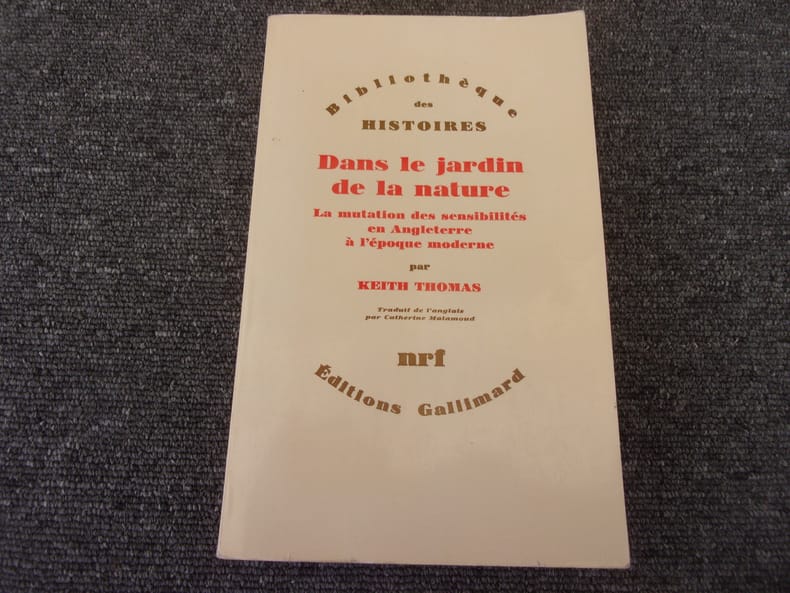 Bibliothèque
des
HISTOIRES
Dans le jardin
de la nature
La mutation des sensibilités
en Angleterre
à l'époque moderne
par
KEITH THOMAS
Traduit de l'anglais
par Catherine Malamoud
nrf
Éditions Gallimard